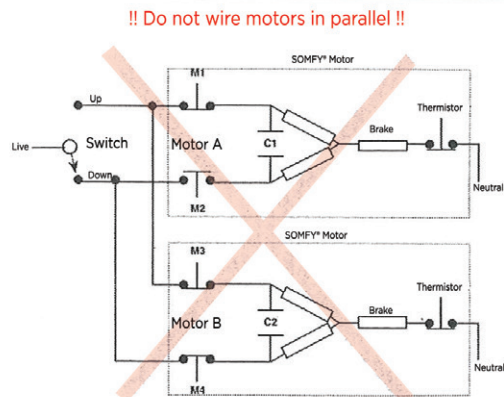 !! Do not wire motors in parallel !!
SOMFY® Motor
M1
Up
Thermistor
Switch
Motor A
C1
Brake
Live
Down
M2
Neutral
SOMFY® Motor
M3
Thermistor
Motor B
C2
Brake
M4
Neutral